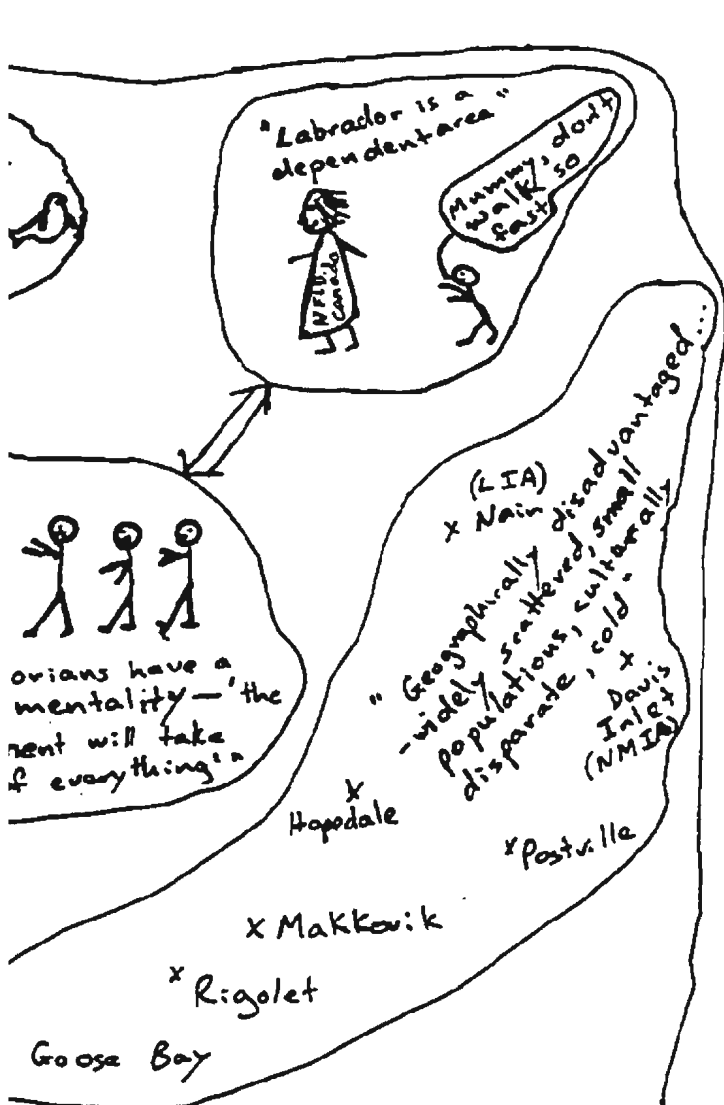 "Labrador is a
dependent area"
Mummy, don't
walk so
fast
NFLD.
Canada
(LIA)
x Nain
"Geographically disadvantaged...
-widely scattered, small
populations, culturally
disparate, cold"
x
Davis
Inlet
(NMIA)
orians have a
mentality — 'the
ment will take
f everything'"
x
Hopedale
x Postville
x Makkovik
x Rigolet
Goose Bay